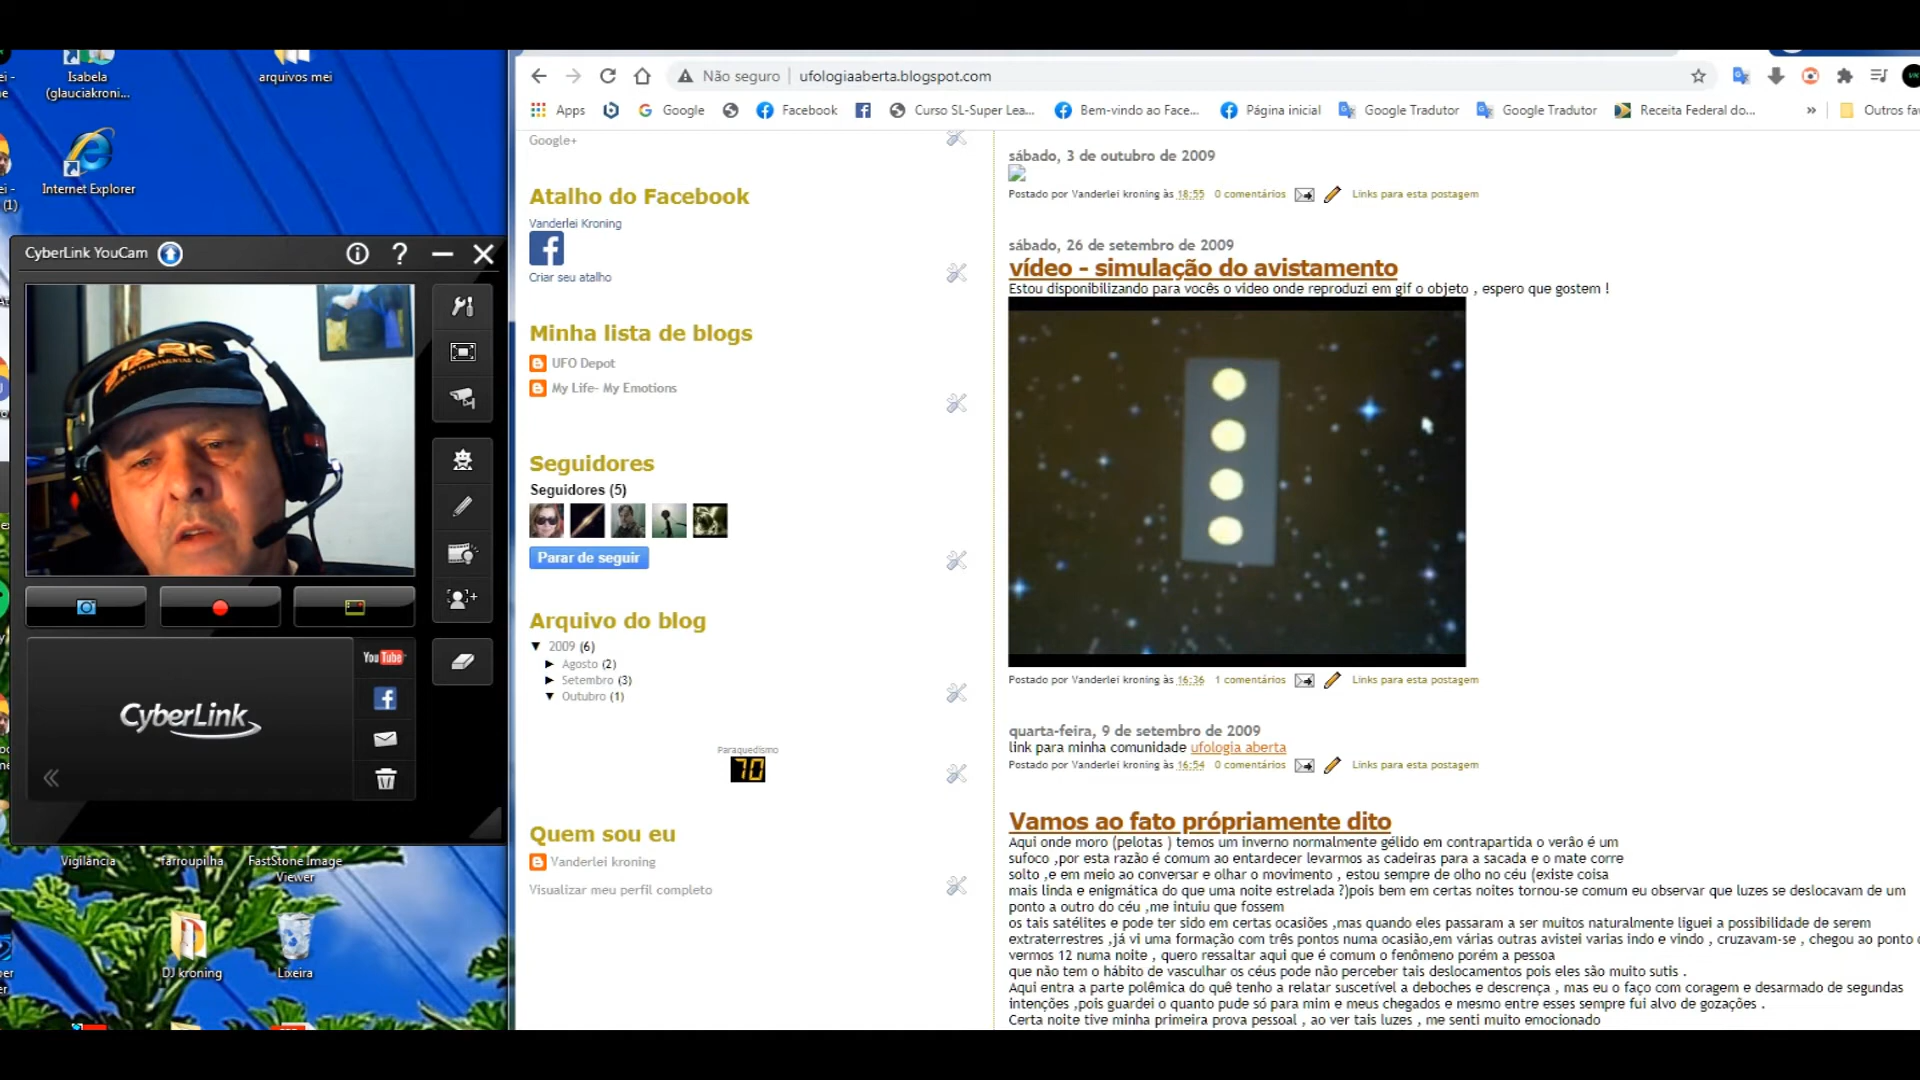 Isabela
(glauciakroni...
arquivos mei
Internet Explorer
(1)
CyberLink YouCam
?
STARK
YouTube
CyberLink
Vigilância
farroupilha
FastStone Image
Viewer
DJ kroning
Lixeira
Não seguro
ufologiaaberta.blogspot.com
Apps
Google
Facebook
Curso SL-Super Lea...
Bem-vindo ao Face...
Página inicial
Google Tradutor
Google Tradutor
Receita Federal do...
»
Outros fav
Google+
Atalho do Facebook
Vanderlei Kroning
Criar seu atalho
Minha lista de blogs
UFO Depot
My Life- My Emotions
Seguidores
Seguidores (5)
Parar de seguir
Arquivo do blog
▼ 2009 (6)
► Agosto (2)
► Setembro (3)
▼ Outubro (1)
Paraquedismo
70
Quem sou eu
Vanderlei kroning
Visualizar meu perfil completo
sábado, 3 de outubro de 2009
Postado por Vanderlei kroning às 18:55 0 comentários Links para esta postagem
sábado, 26 de setembro de 2009
vídeo - simulação do avistamento
Estou disponibilizando para vocês o video onde reproduzi em gif o objeto , espero que gostem !
Postado por Vanderlei kroning às 16:36 1 comentários Links para esta postagem
quarta-feira, 9 de setembro de 2009
link para minha comunidade ufologia aberta
Postado por Vanderlei kroning às 16:54 0 comentários Links para esta postagem
Vamos ao fato própriamente dito
Aqui onde moro (pelotas ) temos um inverno normalmente gélido em contrapartida o verão é um
sufoco ,por esta razão é comum ao entardecer levarmos as cadeiras para a sacada e o mate corre
solto ,e em meio ao conversar e olhar o movimento , estou sempre de olho no céu (existe coisa
mais linda e enigmática do que uma noite estrelada ?)pois bem em certas noites tornou-se comum eu observar que luzes se deslocavam de um
ponto a outro do céu ,me intuiu que fossem
os tais satélites e pode ter sido em certas ocasiões ,mas quando eles passaram a ser muitos naturalmente liguei a possibilidade de serem
extraterrestres ,já vi uma formação com três pontos numa ocasião,em várias outras avistei varias indo e vindo , cruzavam-se , chegou ao ponto
vermos 12 numa noite , quero ressaltar aqui que é comum o fenômeno porém a pessoa
que não tem o hábito de vasculhar os céus pode não perceber tais deslocamentos pois eles são muito sutis .
Aqui entra a parte polêmica do quê tenho a relatar suscetível a deboches e descrença , mas eu o faço com coragem e desarmado de segundas
intenções ,pois guardei o quanto pude só para mim e meus chegados e mesmo entre esses sempre fui alvo de gozações .
Certa noite tive minha primeira prova pessoal , ao ver tais luzes , me senti muito emocionado